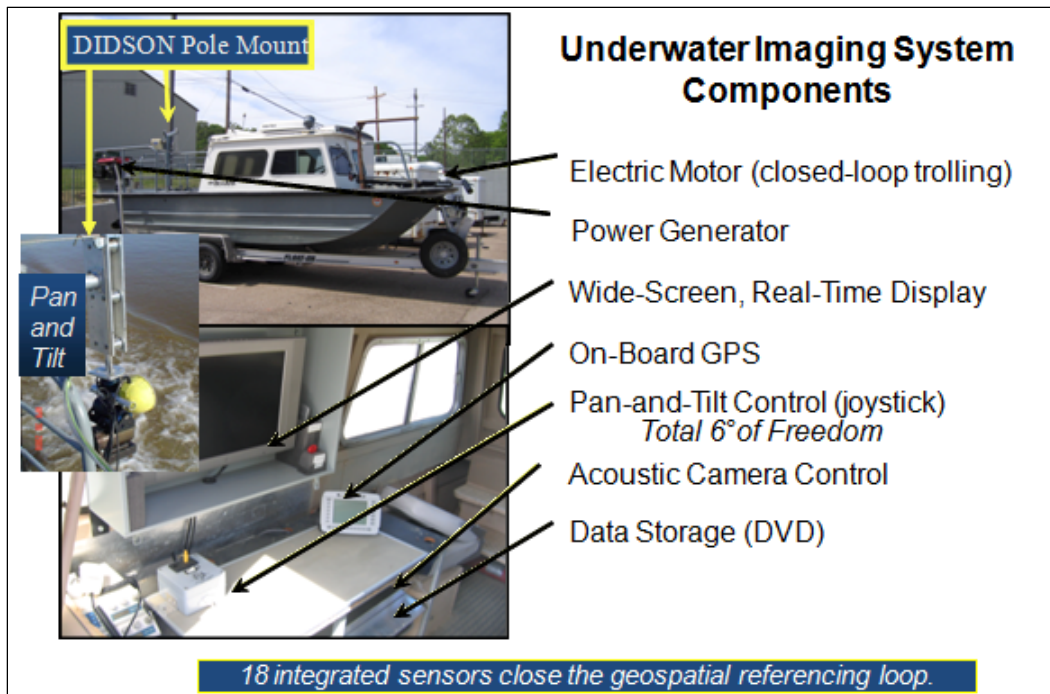 DIDSON Pole Mount
Underwater Imaging System
Components
Electric Motor (closed-loop trolling)
Power Generator
Wide-Screen, Real-Time Display
On-Board GPS
Pan-and-Tilt Control (joystick)
Total 6° of Freedom
Acoustic Camera Control
Data Storage (DVD)
Pan
and
Tilt
18 integrated sensors close the geospatial referencing loop.